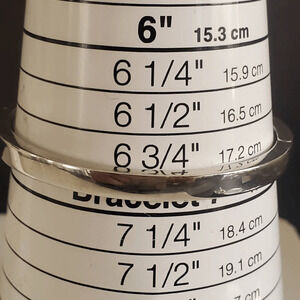 6" 15.3 cm
6 1/4" 15.9 cm
6 1/2" 16.5 cm
6 3/4" 17.2 cm
Bracelet
7 1/4" 18.4 cm
7 1/2" 19.1 cm